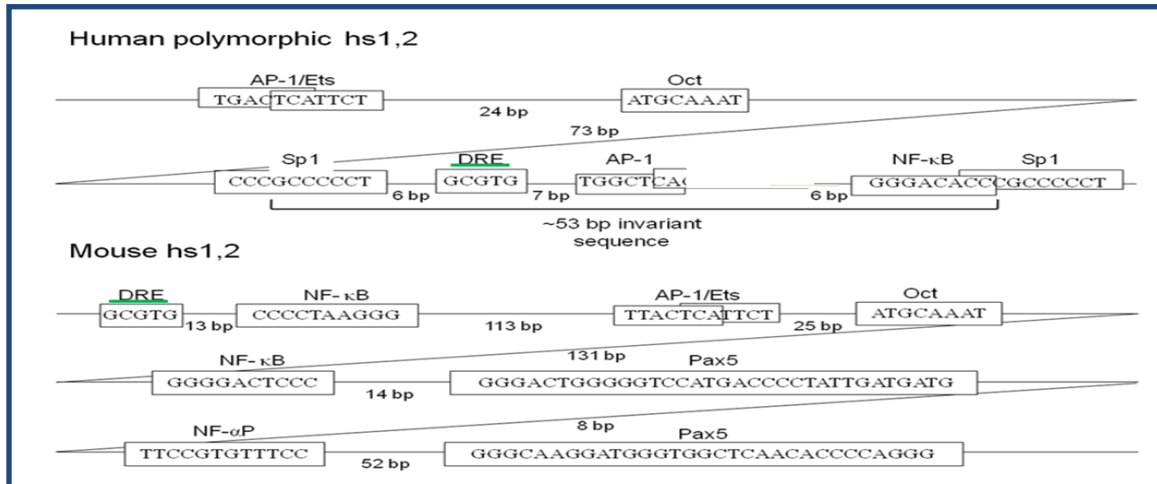 Human polymorphic hs1,2
AP-1/Ets Oct
TGACTCATTCT ATGCAAAT
24 bp
73 bp
Sp1 DRE AP-1 NF-κB Sp1
CCCGCCCCCT GCGTG TGGCTCAC GGGACACCCGCCCCCT
6 bp 7 bp 6 bp
~53 bp invariant
sequence
Mouse hs1,2
DRE NF- κB AP-1/Ets Oct
GCGTG CCCCTAAGGG TTACTCATTCT ATGCAAAT
13 bp 113 bp 25 bp
131 bp
NF- κB Pax5
GGGGACTCCC GGGACTGGGGGTCCATGACCCCTATTGATGATG
14 bp
8 bp
NF-αP Pax5
TTCCGTGTTTCC GGGCAAGGATGGGTGGCTCAACACCCCAGGG
52 bp